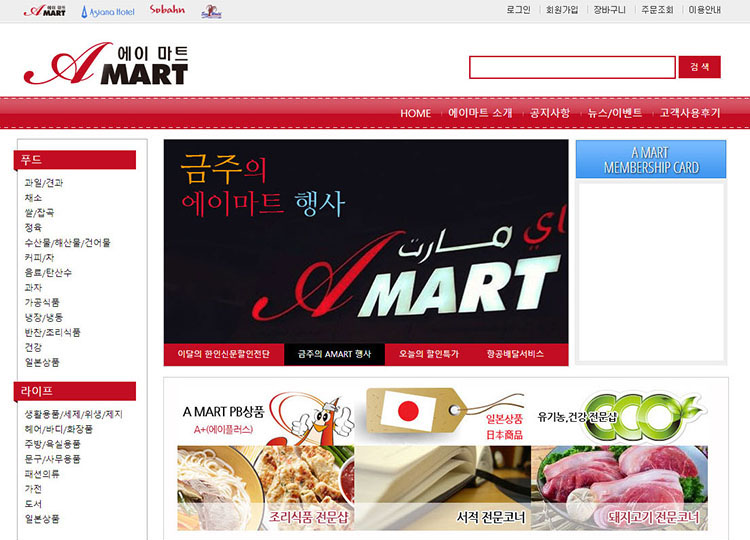 에이 마트
AMART
Asiana Hotel
Sobahn
로그인
회원가입
장바구니
주문조회
이용안내
에이 마트
AMART
검 색
HOME
에이마트 소개
공지사항
뉴스/이벤트
고객사용후기
푸드
과일/견과
채소
쌀/잡곡
정육
수산물/해산물/건어물
커피/차
음료/탄산수
과자
가공식품
냉장/냉동
반찬/조리식품
건강
일본상품
라이프
생활용품/세제/위생/제지
헤어/바디/화장품
주방/욕실용품
문구/사무용품
패션의류
가전
도서
일본상품
금주의
에이마트 행사
اي مارت
AMART
이달의 한인신문할인전단
금주의 AMART 행사
오늘의 할인특가
항공배달서비스
A MART
MEMBERSHIP CARD
A MART PB상품
A+(에이플러스)
일본상품
日本商品
유기농,건강 전문샵
ECO
조리식품 전문샵
서적 전문코너
돼지고기 전문코너